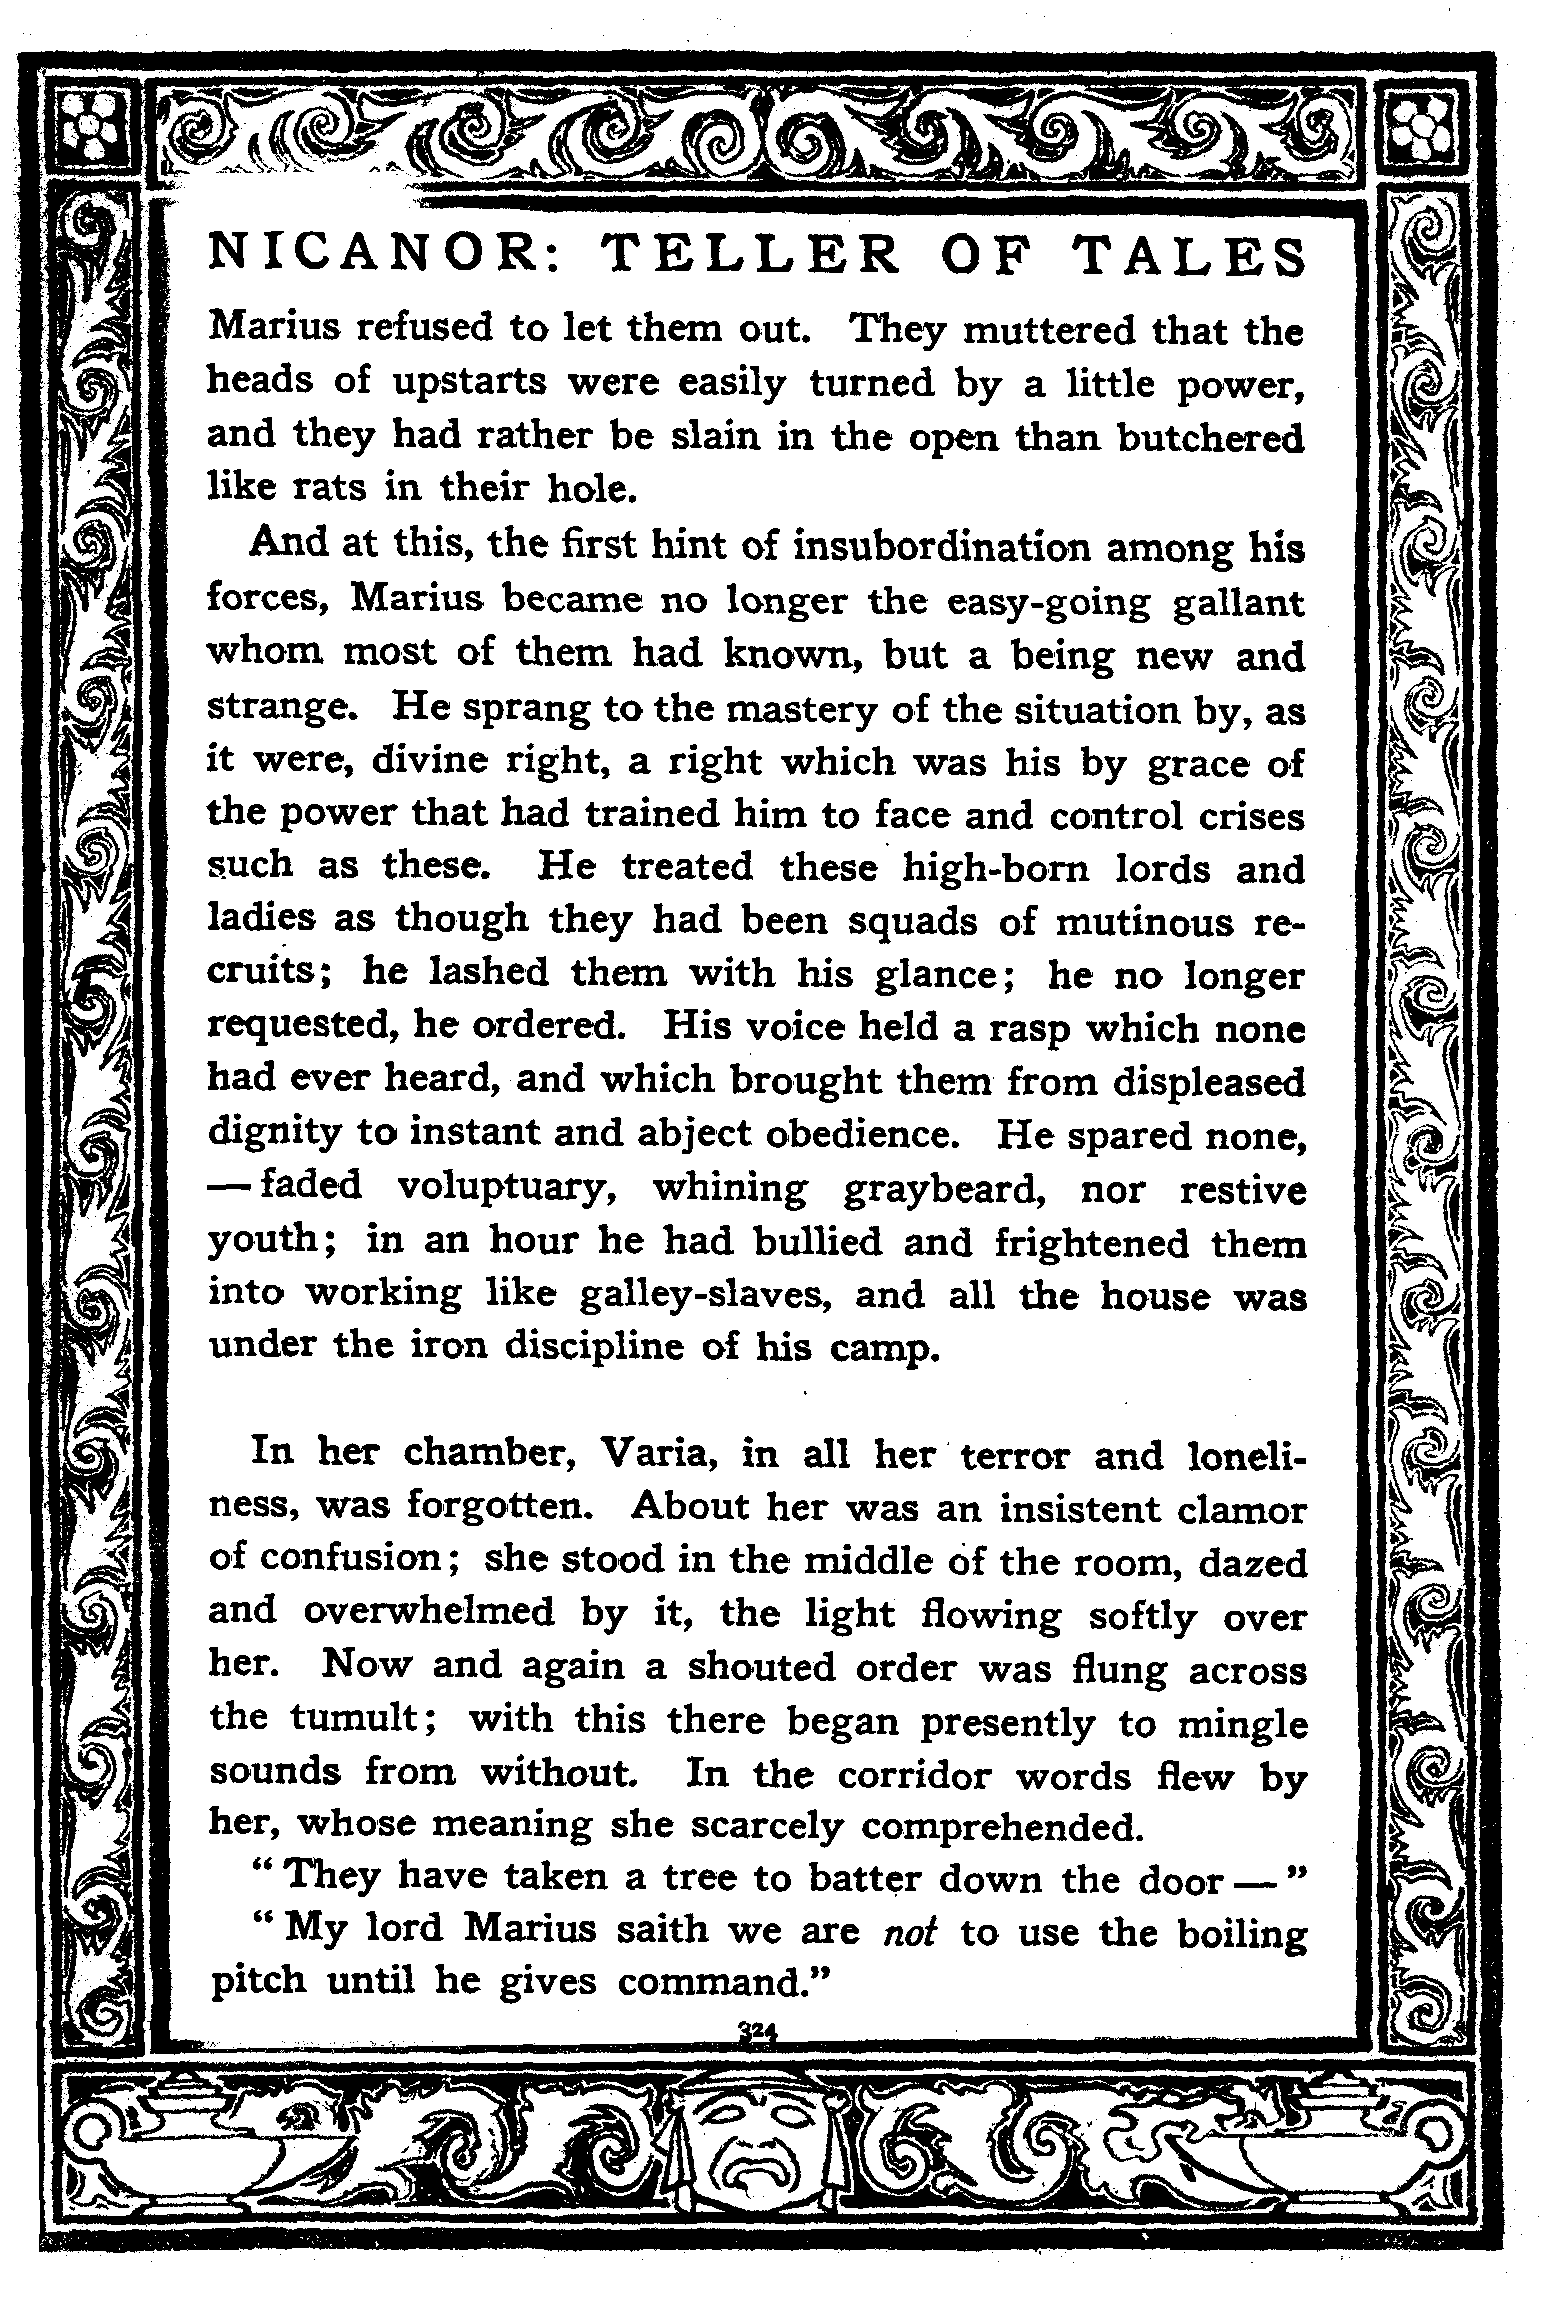 NICANOR: TELLER OF TALES
Marius refused to let them out. They muttered that the
heads of upstarts were easily turned by a little power,
and they had rather be slain in the open than butchered
like rats in their hole.
And at this, the first hint of insubordination among his
forces, Marius became no longer the easy-going gallant
whom most of them had known, but a being new and
strange. He sprang to the mastery of the situation by, as
it were, divine right, a right which was his by grace of
the power that had trained him to face and control crises
such as these. He treated these high-born lords and
ladies as though they had been squads of mutinous re-
cruits; he lashed them with his glance; he no longer
requested, he ordered. His voice held a rasp which none
had ever heard, and which brought them from displeased
dignity to instant and abject obedience. He spared none,
— faded voluptuary, whining graybeard, nor restive
youth; in an hour he had bullied and frightened them
into working like galley-slaves, and all the house was
under the iron discipline of his camp.
In her chamber, Varia, in all her terror and loneli-
ness, was forgotten. About her was an insistent clamor
of confusion; she stood in the middle of the room, dazed
and overwhelmed by it, the light flowing softly over
her. Now and again a shouted order was flung across
the tumult; with this there began presently to mingle
sounds from without. In the corridor words flew by
her, whose meaning she scarcely comprehended.
“ They have taken a tree to batter down the door — ”
“ My lord Marius saith we are not to use the boiling
pitch until he gives command.”
324